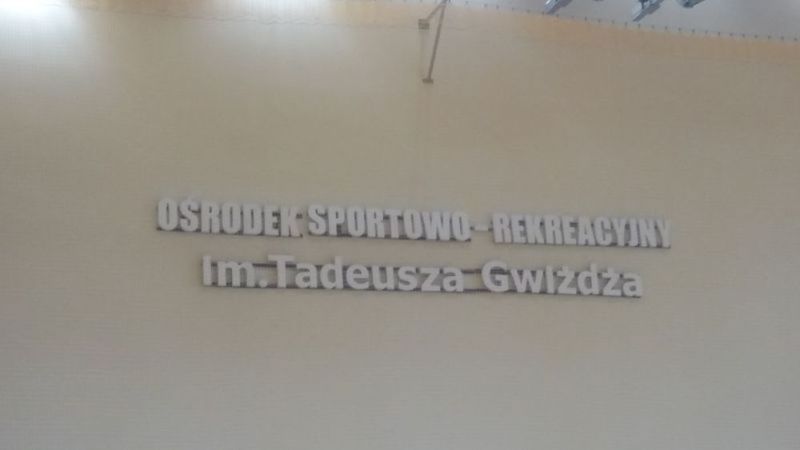 OŚRODEK SPORTOWO - REKREACYJNY
im.Tadeusza Gwiżdża